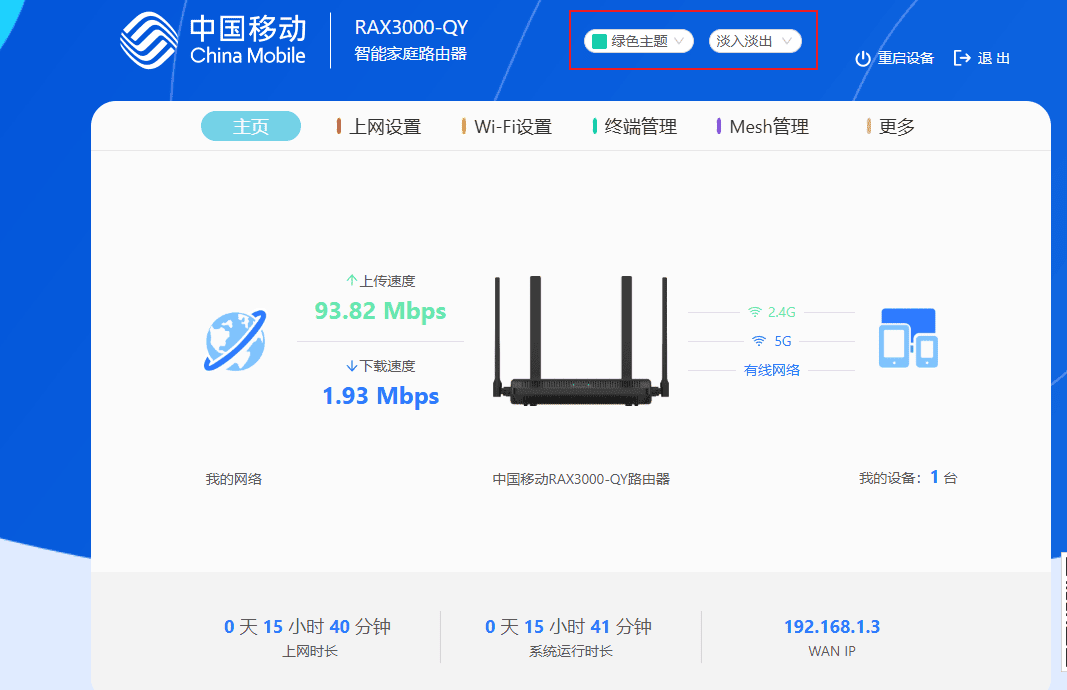 中国移动
China Mobile
RAX3000-QY
智能家庭路由器
绿色主题
淡入淡出
重启设备
退 出
主页
上网设置
Wi-Fi设置
终端管理
Mesh管理
更多
上传速度
93.82 Mbps
下载速度
1.93 Mbps
2.4G
5G
有线网络
我的网络
中国移动RAX3000-QY路由器
我的设备：1 台
0 天 15 小时 40 分钟
上网时长
0 天 15 小时 41 分钟
系统运行时长
192.168.1.3
WAN IP